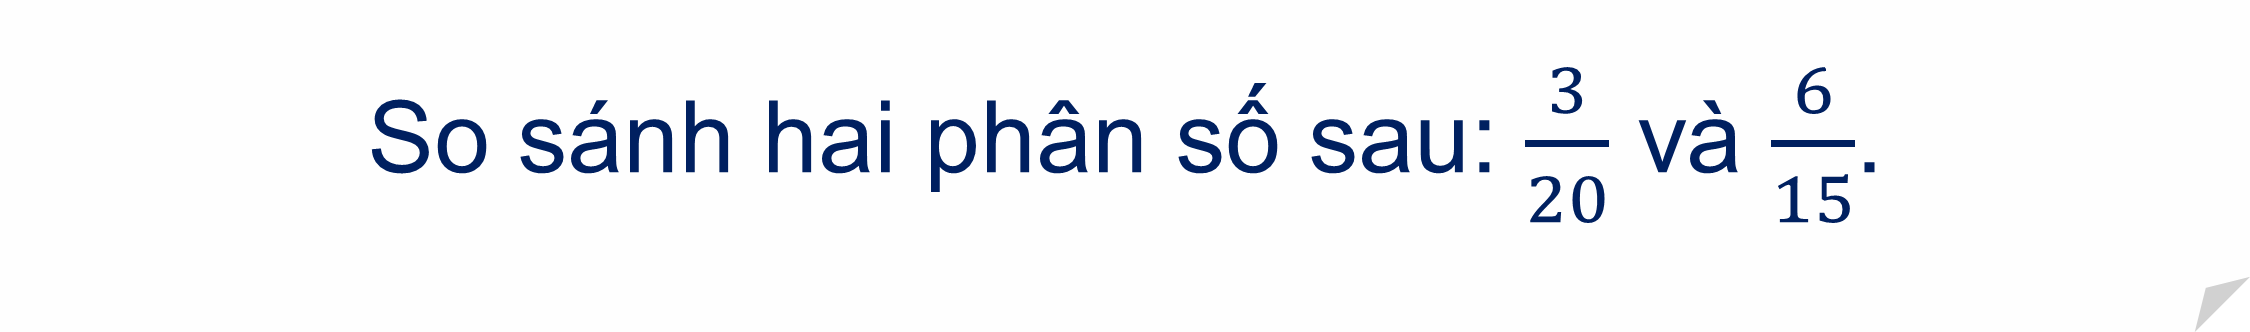 So sánh hai phân số sau: 3/20 và 6/15.